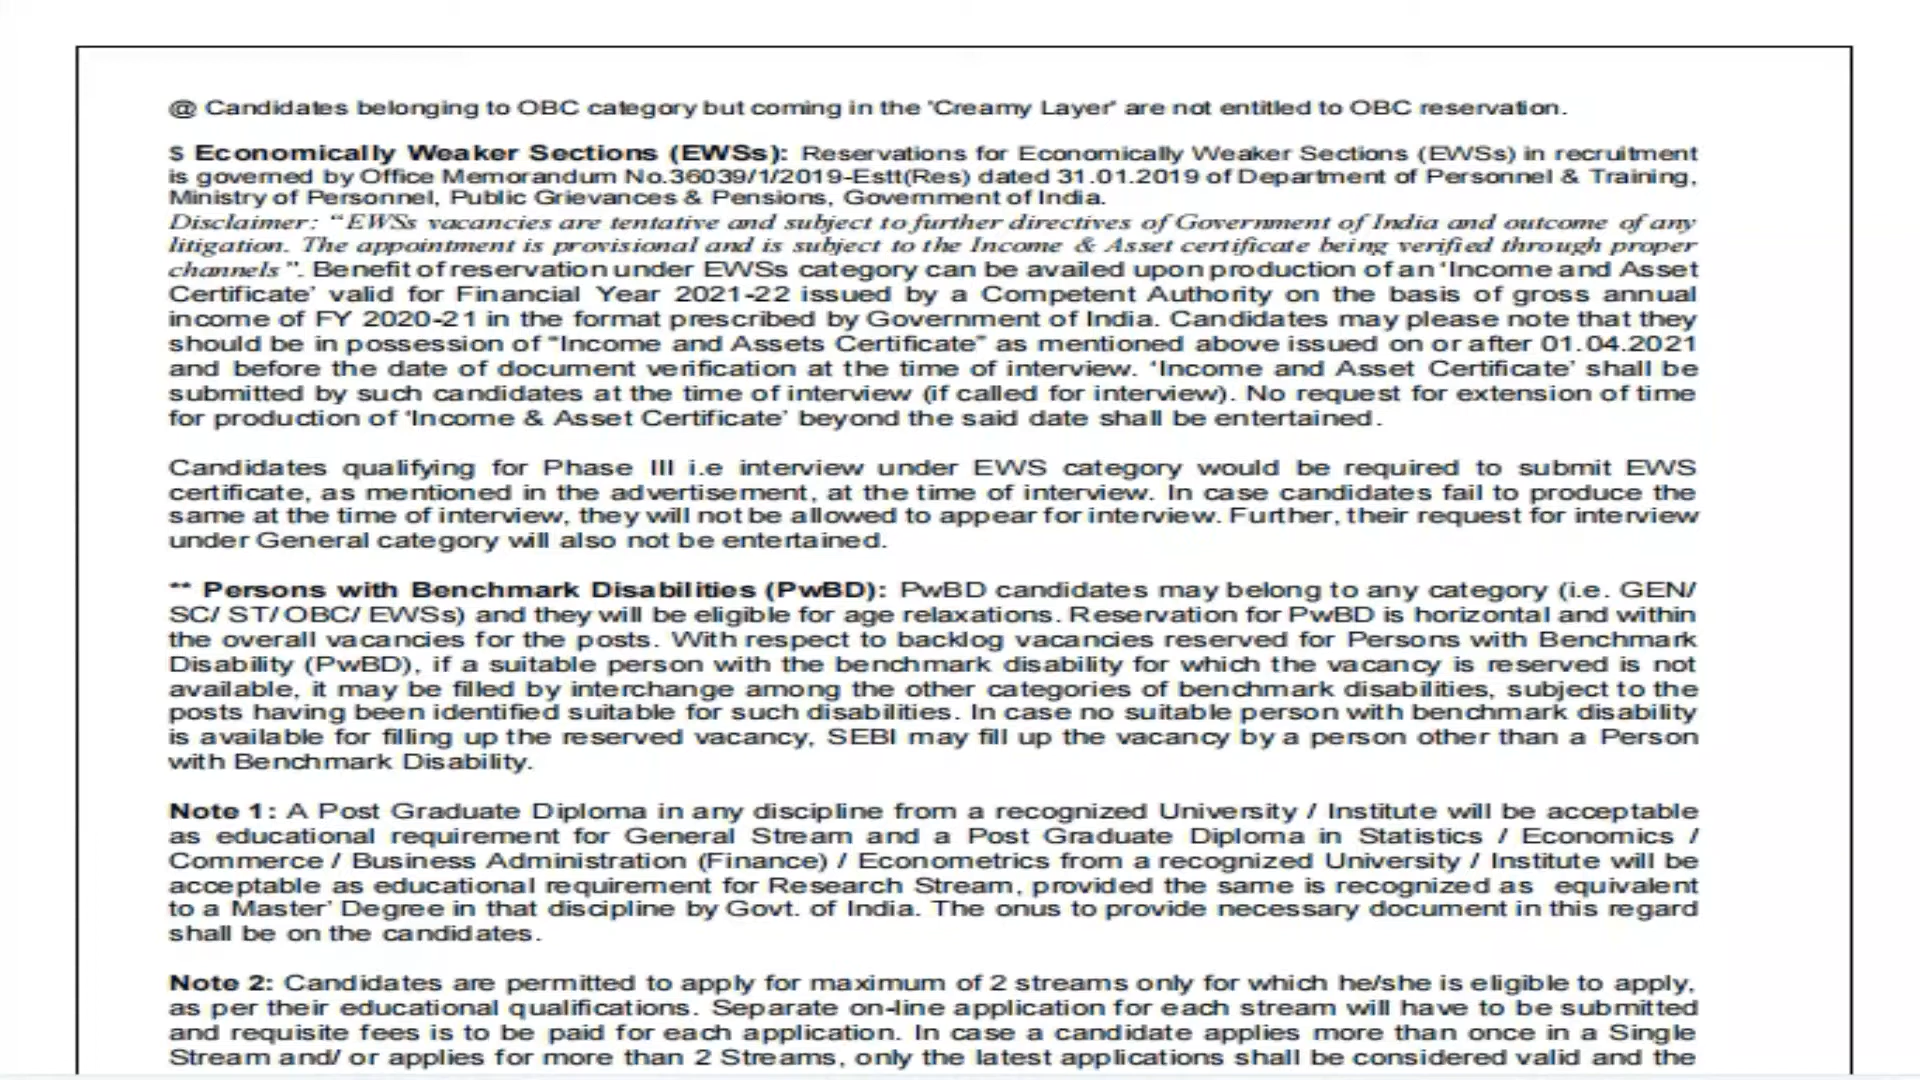 @ Candidates belonging to OBC category but coming in the 'Creamy Layer' are not entitled to OBC reservation.
$ Economically Weaker Sections (EWSs): Reservations for Economically Weaker Sections (EWSs) in recruitment
is governed by Office Memorandum No.36039/1/2019-Estt(Res) dated 31.01.2019 of Department of Personnel & Training,
Ministry of Personnel, Public Grievances & Pensions, Government of India.
Disclaimer: "EWSs vacancies are tentative and subject to further directives of Government of India and outcome of any
litigation. The appointment is provisional and is subject to the Income & Asset certificate being verified through proper
channels". Benefit of reservation under EWSs category can be availed upon production of an 'Income and Asset
Certificate' valid for Financial Year 2021-22 issued by a Competent Authority on the basis of gross annual
income of FY 2020-21 in the format prescribed by Government of India. Candidates may please note that they
should be in possession of "Income and Assets Certificate" as mentioned above issued on or after 01.04.2021
and before the date of document verification at the time of interview. 'Income and Asset Certificate' shall be
submitted by such candidates at the time of interview (if called for interview). No request for extension of time
for production of 'Income & Asset Certificate' beyond the said date shall be entertained.
Candidates qualifying for Phase III i.e interview under EWS category would be required to submit EWS
certificate, as mentioned in the advertisement, at the time of interview. In case candidates fail to produce the
same at the time of interview, they will not be allowed to appear for interview. Further, their request for interview
under General category will also not be entertained.
** Persons with Benchmark Disabilities (PwBD): PwBD candidates may belong to any category (i.e. GEN/
SC/ ST/ OBC/ EWSs) and they will be eligible for age relaxations. Reservation for PwBD is horizontal and within
the overall vacancies for the posts. With respect to backlog vacancies reserved for Persons with Benchmark
Disability (PwBD), if a suitable person with the benchmark disability for which the vacancy is reserved is not
available, it may be filled by interchange among the other categories of benchmark disabilities, subject to the
posts having been identified suitable for such disabilities. In case no suitable person with benchmark disability
is available for filling up the reserved vacancy, SEBI may fill up the vacancy by a person other than a Person
with Benchmark Disability.
Note 1: A Post Graduate Diploma in any discipline from a recognized University / Institute will be acceptable
as educational requirement for General Stream and a Post Graduate Diploma in Statistics / Economics /
Commerce / Business Administration (Finance) / Econometrics from a recognized University / Institute will be
acceptable as educational requirement for Research Stream, provided the same is recognized as equivalent
to a Master' Degree in that discipline by Govt. of India. The onus to provide necessary document in this regard
shall be on the candidates.
Note 2: Candidates are permitted to apply for maximum of 2 streams only for which he/she is eligible to apply,
as per their educational qualifications. Separate on-line application for each stream will have to be submitted
and requisite fees is to be paid for each application. In case a candidate applies more than once in a Single
Stream and/ or applies for more than 2 Streams, only the latest applications shall be considered valid and the